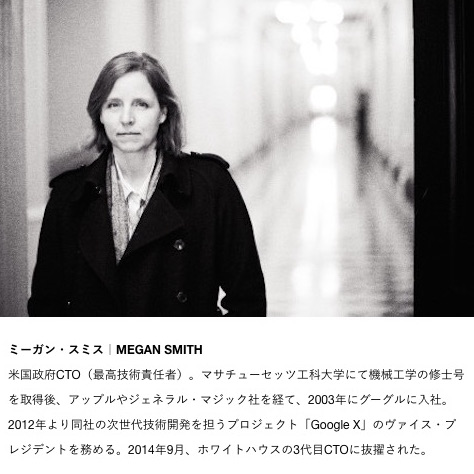 ミーガン・スミス｜MEGAN SMITH
米国政府CTO（最高技術責任者）。マサチューセッツ工科大学にて機械工学の修士号
を取得後、アップルやジェネラル・マジック社を経て、2003年にグーグルに入社。
2012年より同社の次世代技術開発を担うプロジェクト「Google X」のヴァイス・プ
レジデントを務める。2014年9月、ホワイトハウスの3代目CTOに抜擢された。